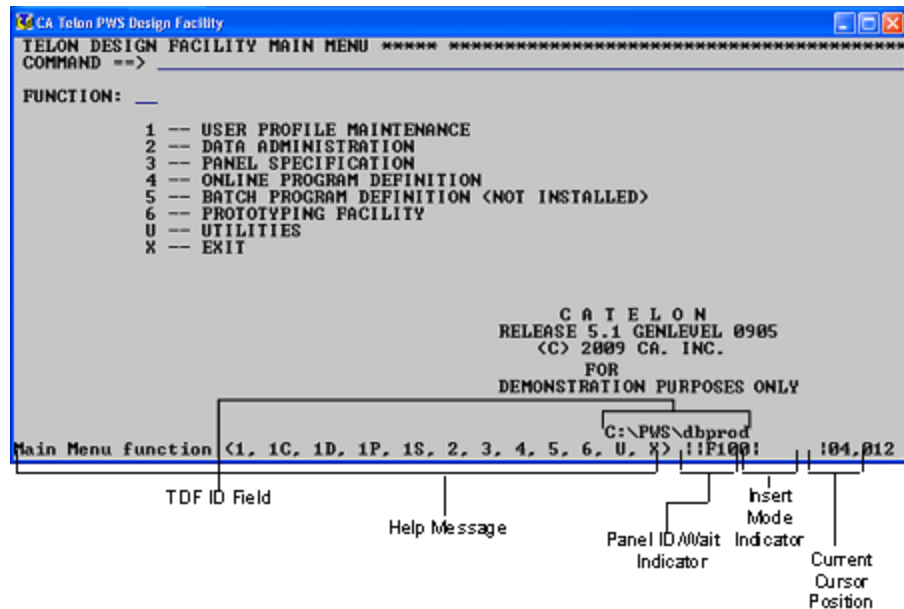 CA Telon PWS Design Facility
TELON DESIGN FACILITY MAIN MENU ***** ****************************************
COMMAND ==> 
FUNCTION: __
1 -- USER PROFILE MAINTENANCE
2 -- DATA ADMINISTRATION
3 -- PANEL SPECIFICATION
4 -- ONLINE PROGRAM DEFINITION
5 -- BATCH PROGRAM DEFINITION <NOT INSTALLED>
6 -- PROTOTYPING FACILITY
U -- UTILITIES
X -- EXIT
C A T E L O N
RELEASE 5.1 GENLEVEL 0905
<C> 2009 CA. INC.
FOR
DEMONSTRATION PURPOSES ONLY
C:\PWS\dbprod
Main Menu function <1, 1C, 1D, 1P, 1S, 2, 3, 4, 5, 6, U, X> ||F100| |04,012
TDF ID Field
Help Message
Panel ID/Wait
Indicator
Insert
Mode
Indicator
Current
Cursor
Position